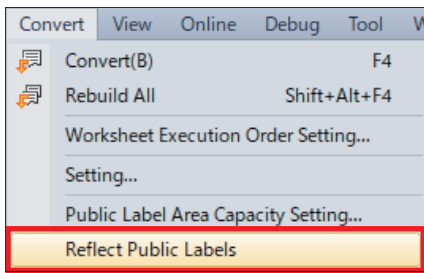 Convert View Online Debug Tool
Convert(B) F4
Rebuild All Shift+Alt+F4
Worksheet Execution Order Setting...
Setting...
Public Label Area Capacity Setting...
Reflect Public Labels